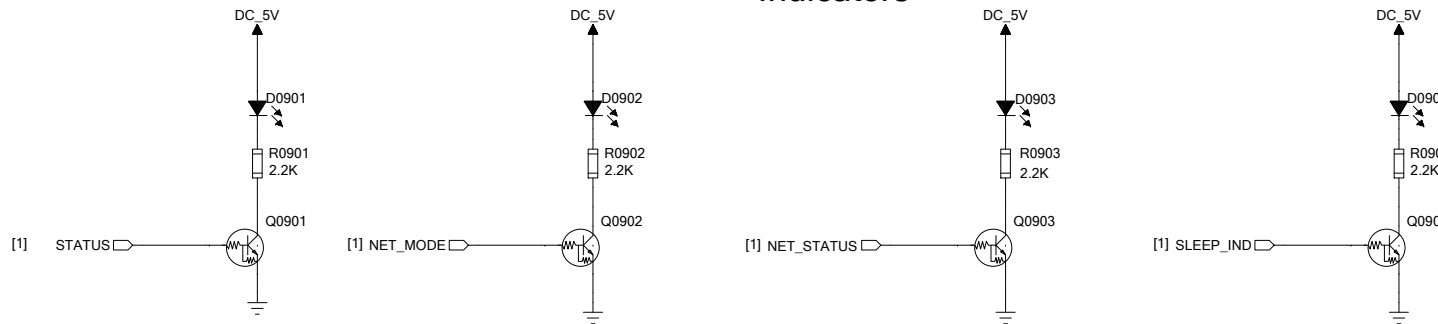 DC_5V
D0901
R0901
2.2K
Q0901
[1] STATUS
DC_5V
D0902
R0902
2.2K
Q0902
[1] NET_MODE
DC_5V
D0903
R0903
2.2K
Q0903
[1] NET_STATUS
DC_5V
2.2K
[1] SLEEP_IND